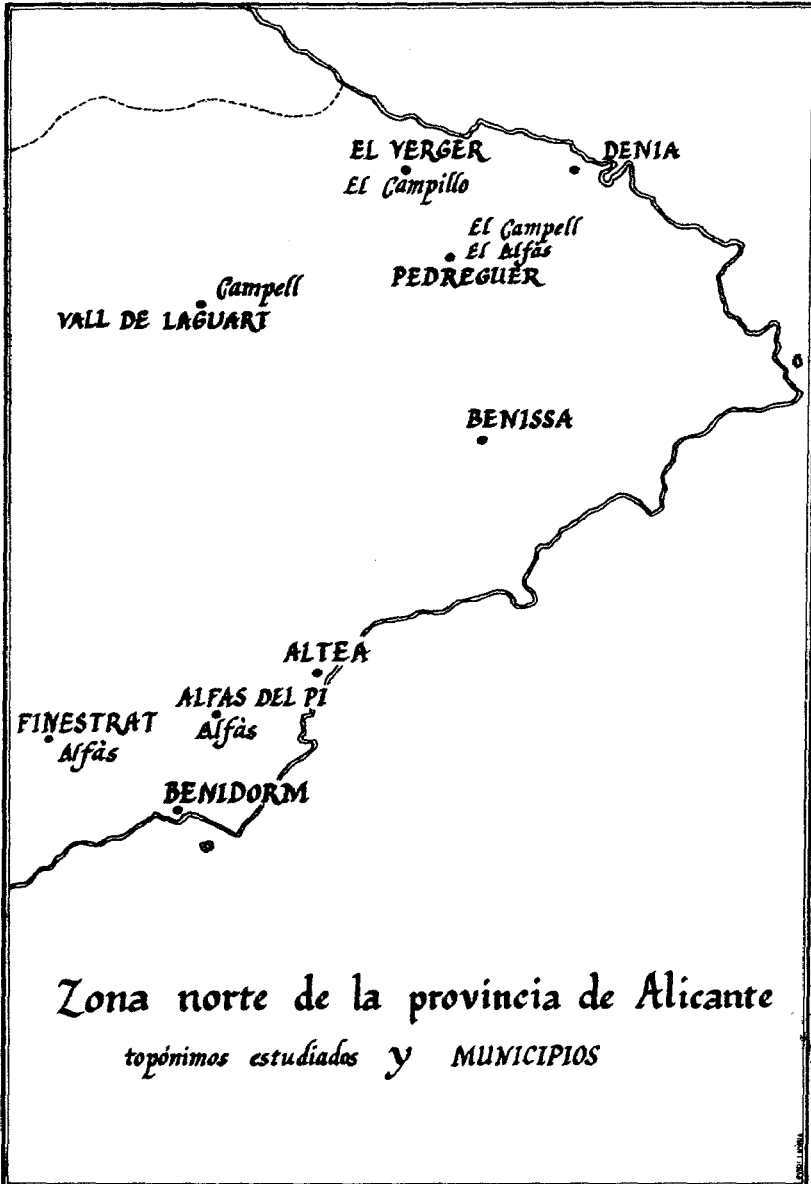 EL VERGER
El Campillo
DENIA
El Campell
El Alfàs
PEDREGUER
Campell
VALL DE LAGUART
BENISSA
ALTEA
ALFAS DEL PI
Alfàs
FINESTRAT
Alfàs
BENIDORM
Zona norte de la provincia de Alicante
topónimos estudiados y MUNICIPIOS